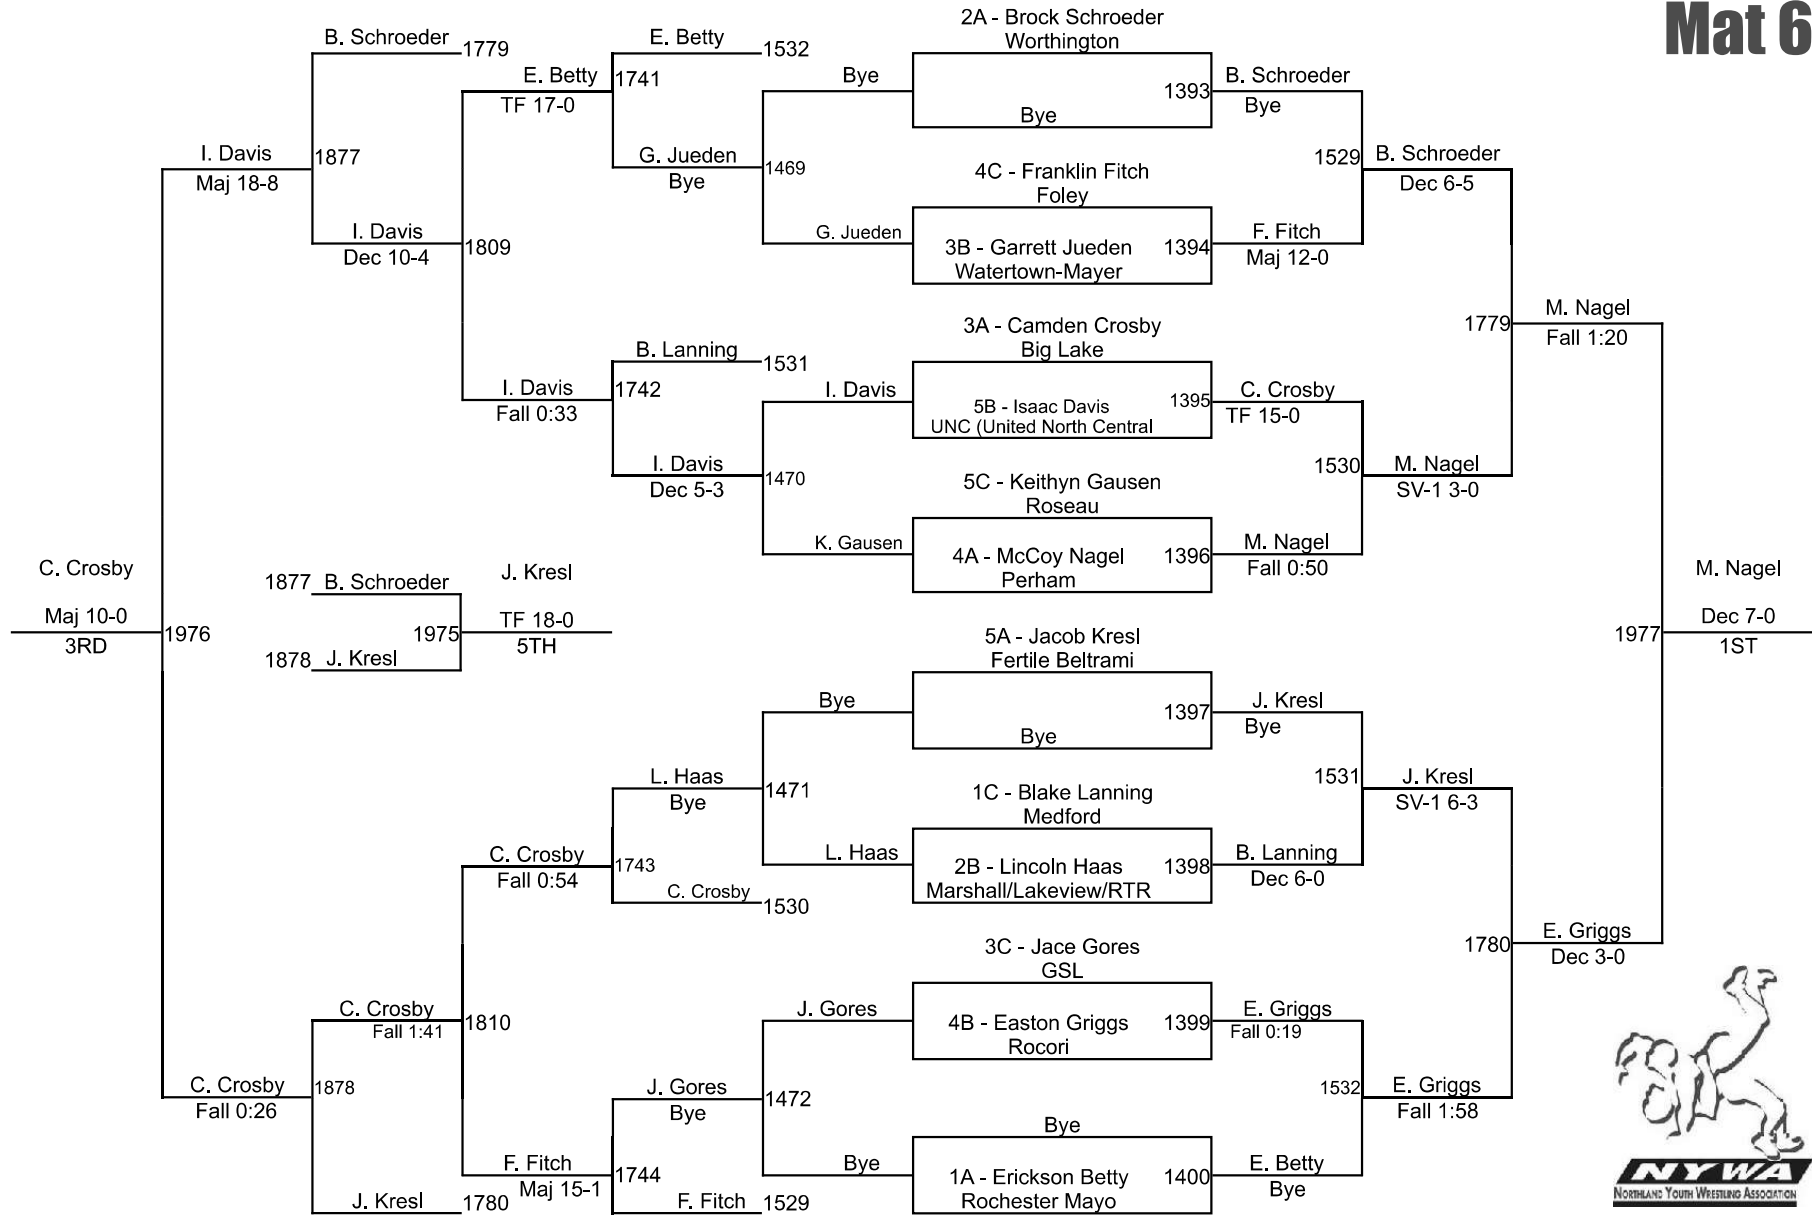 Mat 6
2A - Brock Schroeder
Worthington
Bye
1393
4C - Franklin Fitch
Foley
3B - Garrett Jueden
Watertown-Mayer
1394
3A - Camden Crosby
Big Lake
5B - Isaac Davis
UNC (United North Central
1395
5C - Keithyn Gausen
Roseau
4A - McCoy Nagel
Perham
1396
5A - Jacob Kresl
Fertile Beltrami
Bye
1397
1C - Blake Lanning
Medford
2B - Lincoln Haas
Marshall/Lakeview/RTR
1398
3C - Jace Gores
GSL
4B - Easton Griggs
Rocori
1399
Bye
1A - Erickson Betty
Rochester Mayo
1400
B. Schroeder
Bye
1529
F. Fitch
Maj 12-0
C. Crosby
TF 15-0
1530
M. Nagel
Fall 0:50
J. Kresl
Bye
1531
B. Lanning
Dec 6-0
E. Griggs
Fall 0:19
1532
E. Betty
Bye
B. Schroeder
Dec 6-5
1779
M. Nagel
SV-1 3-0
J. Kresl
SV-1 6-3
1780
E. Griggs
Fall 1:58
M. Nagel
Fall 1:20
1977
E. Griggs
Dec 3-0
M. Nagel
Dec 7-0
1ST
Bye
1469
G. Jueden
I. Davis
1470
K. Gausen
Bye
1471
L. Haas
J. Gores
1472
Bye
E. Betty
1532
1741
G. Jueden
Bye
B. Lanning
1531
1742
I. Davis
Dec 5-3
L. Haas
Bye
1743
C. Crosby
1530
J. Gores
Bye
1744
F. Fitch
1529
E. Betty
TF 17-0
1809
I. Davis
Fall 0:33
C. Crosby
Fall 0:54
1810
F. Fitch
Maj 15-1
B. Schroeder
1779
1877
I. Davis
Dec 10-4
C. Crosby
Fall 1:41
1878
J. Kresl
1780
I. Davis
Maj 18-8
1976
C. Crosby
Fall 0:26
C. Crosby
Maj 10-0
3RD
1877
B. Schroeder
1975
1878
J. Kresl
J. Kresl
TF 18-0
5TH
NYWA
NORTHLAND YOUTH WRESTLING ASSOCIATION